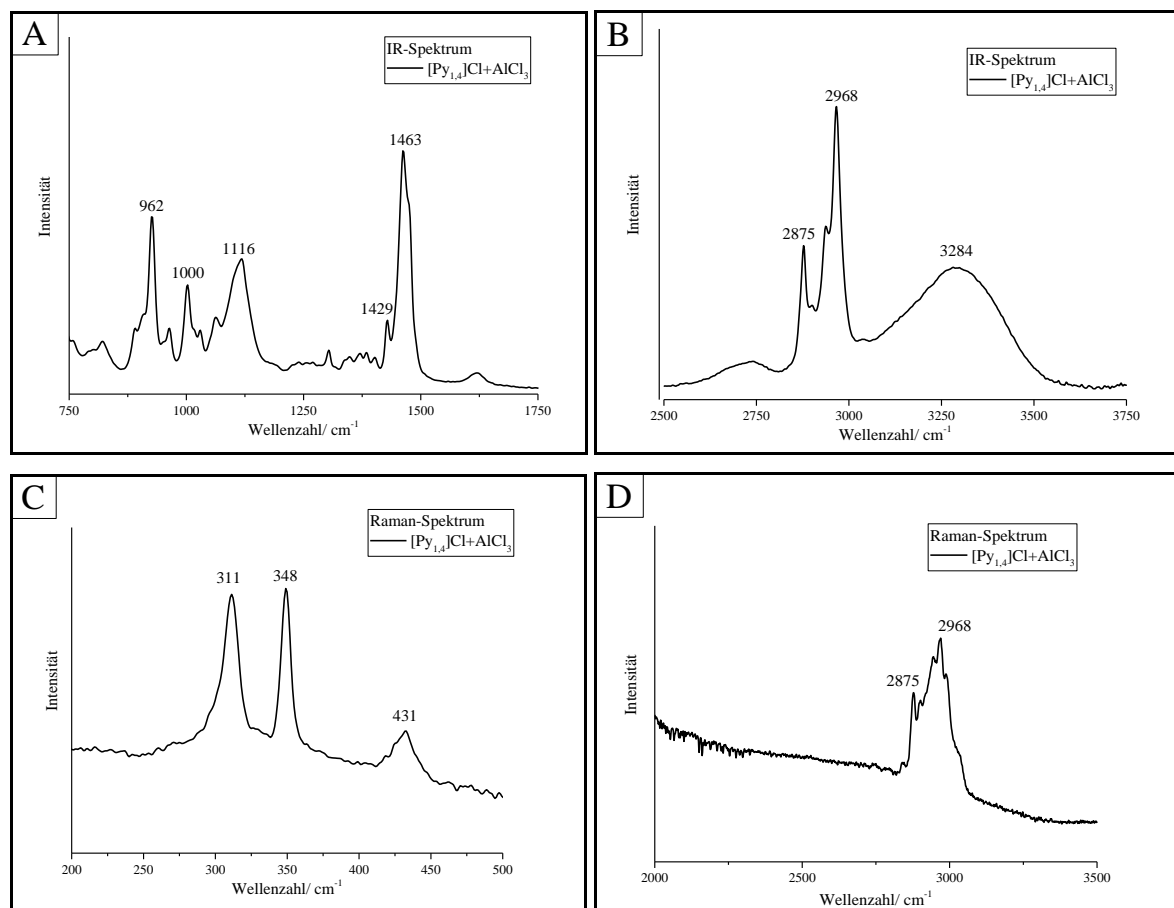 A
IR-Spektrum
[Py1,4]Cl+AlCl3
1463
962
1116
1000
1429
Intensität
750 1000 1250 1500 1750
Wellenzahl/ cm-1
B
IR-Spektrum
[Py1,4]Cl+AlCl3
2968
2875
3284
Intensität
2500 2750 3000 3250 3500 3750
Wellenzahl/ cm-1
C
Raman-Spektrum
[Py1,4]Cl+AlCl3
311 348
431
Intensität
200 250 300 350 400 450 500
Wellenzahl/ cm-1
D
Raman-Spektrum
[Py1,4]Cl+AlCl3
2968
2875
Intensität
2000 2500 3000 3500
Wellenzahl/ cm-1